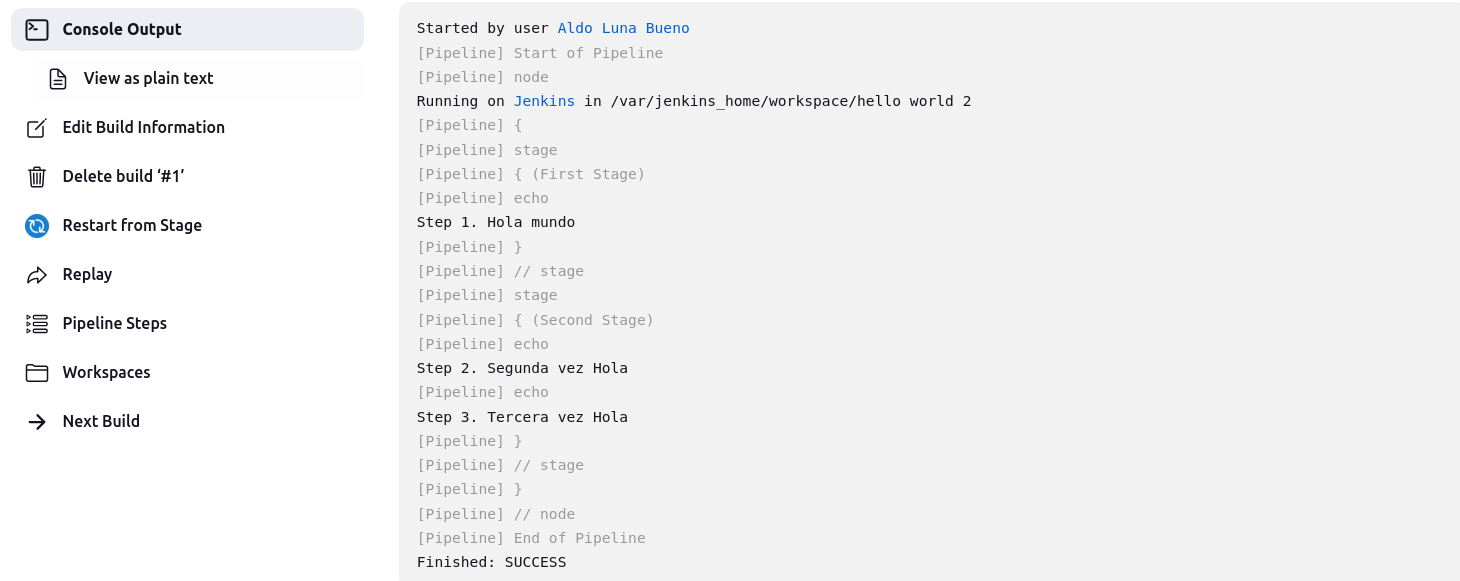 Console Output
View as plain text
Edit Build Information
Delete build ‘#1’
Restart from Stage
Replay
Pipeline Steps
Workspaces
Next Build
Started by user Aldo Luna Bueno
[Pipeline] Start of Pipeline
[Pipeline] node
Running on Jenkins in /var/jenkins_home/workspace/hello world 2
[Pipeline] {
[Pipeline] stage
[Pipeline] { (First Stage)
[Pipeline] echo
Step 1. Hola mundo
[Pipeline] }
[Pipeline] // stage
[Pipeline] stage
[Pipeline] { (Second Stage)
[Pipeline] echo
Step 2. Segunda vez Hola
[Pipeline] echo
Step 3. Tercera vez Hola
[Pipeline] }
[Pipeline] // stage
[Pipeline] }
[Pipeline] // node
[Pipeline] End of Pipeline
Finished: SUCCESS